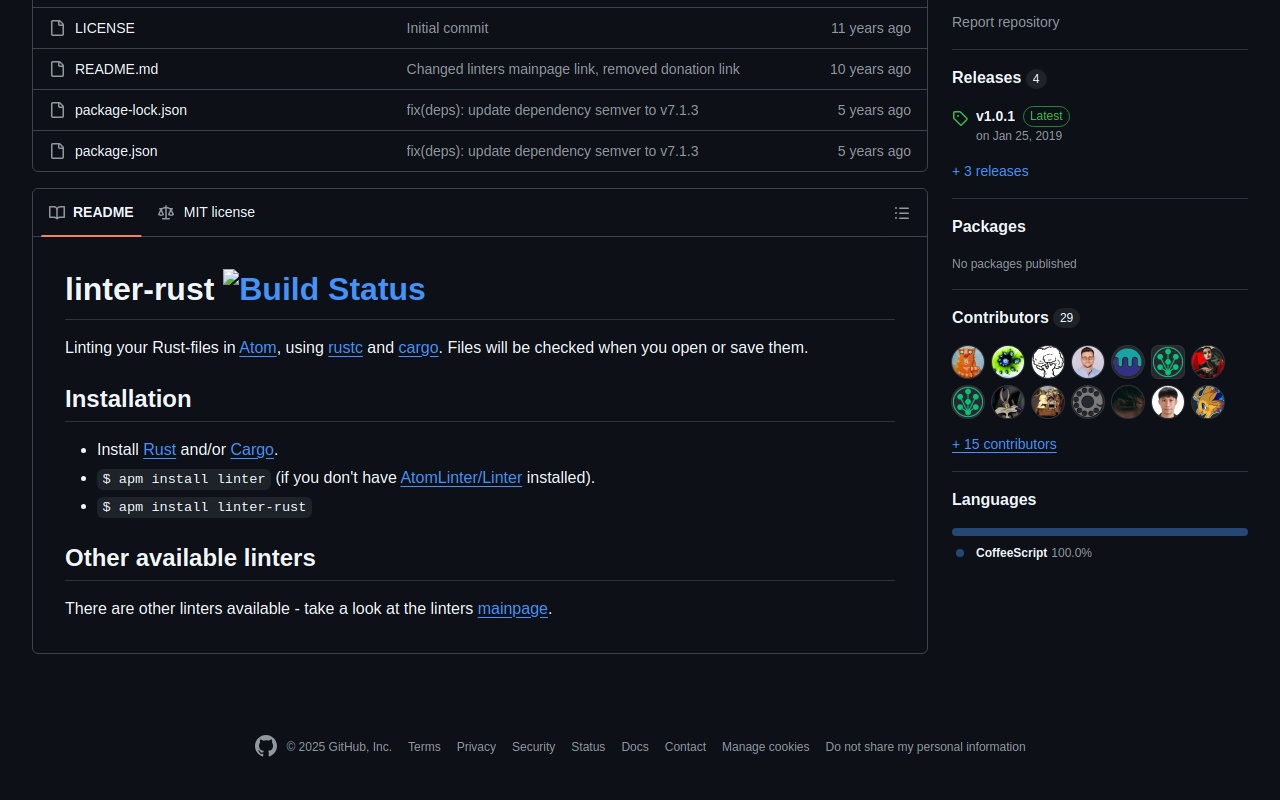 LICENSE Initial commit 11 years ago
README.md Changed linters mainpage link, removed donation link 10 years ago
package-lock.json fix(deps): update dependency semver to v7.1.3 5 years ago
package.json fix(deps): update dependency semver to v7.1.3 5 years ago
README MIT license
linter-rust Build Status
Linting your Rust-files in Atom, using rustc and cargo. Files will be checked when you open or save them.
Installation
Install Rust and/or Cargo.
$ apm install linter (if you don't have AtomLinter/Linter installed).
$ apm install linter-rust
Other available linters
There are other linters available - take a look at the linters mainpage.
Report repository
Releases 4
v1.0.1 Latest
on Jan 25, 2019
+ 3 releases
Packages
No packages published
Contributors 29
+ 15 contributors
Languages
CoffeeScript 100.0%
© 2025 GitHub, Inc. Terms Privacy Security Status Docs Contact Manage cookies Do not share my personal information